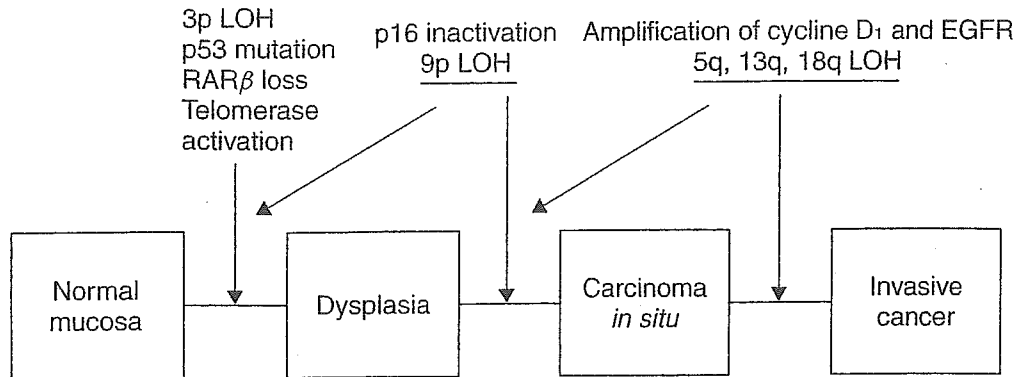 3p LOH
p53 mutation
RARβ loss
Telomerase
activation
p16 inactivation
9p LOH
Amplification of cycline D₁ and EGFR
5q, 13q, 18q LOH
Normal
mucosa
Dysplasia
Carcinoma
in situ
Invasive
cancer